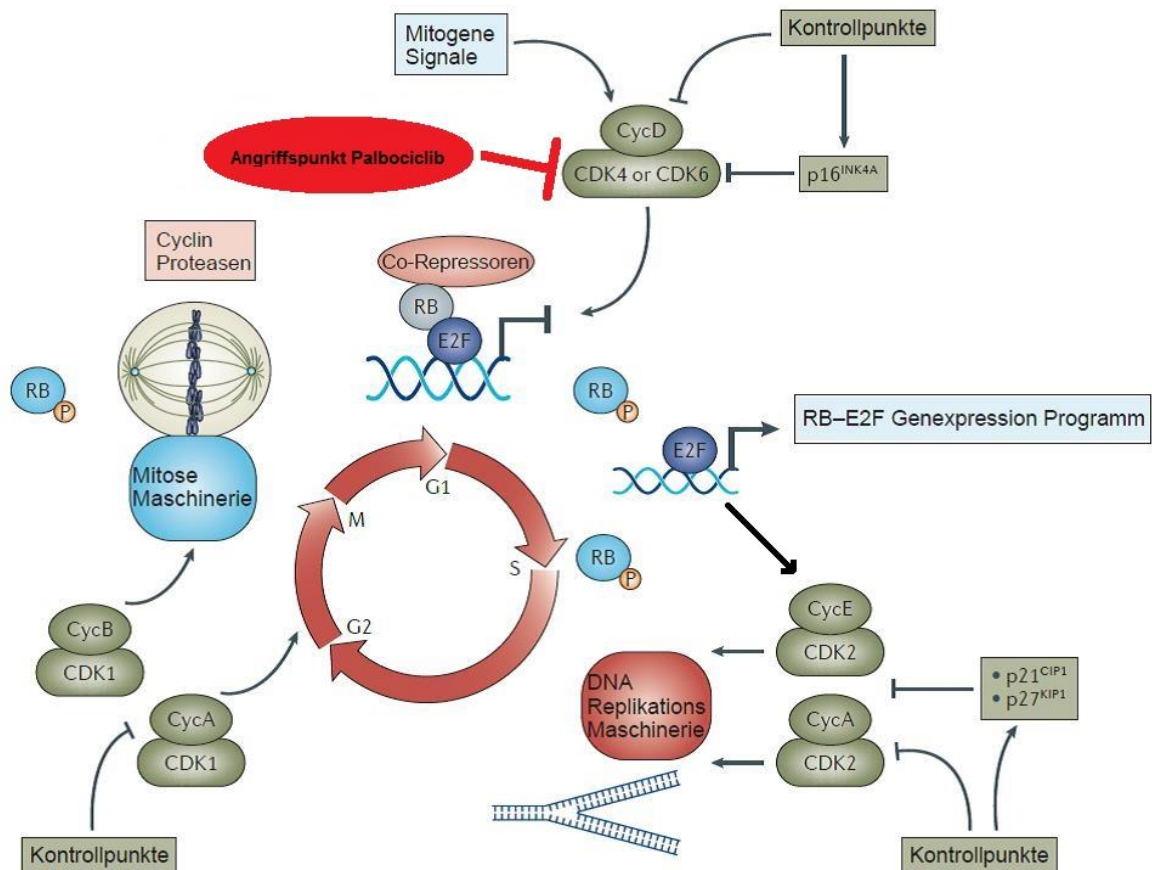 Mitogene
Signale
Kontrollpunkte
CycD
Angriffspunkt Palbociclib
CDK4 or CDK6
p16INK4A
Cyclin
Proteasen
Co-Repressoren
RB
E2F
RB
P
RB
P
RB–E2F Genexpression Programm
E2F
Mitose
Maschinerie
G1
M
S
RB
P
G2
CycE
CDK2
CycB
CDK1
DNA
Replikations
Maschinerie
• p21CIP1
• p27KIP1
CycA
CDK1
CycA
CDK2
Kontrollpunkte
Kontrollpunkte